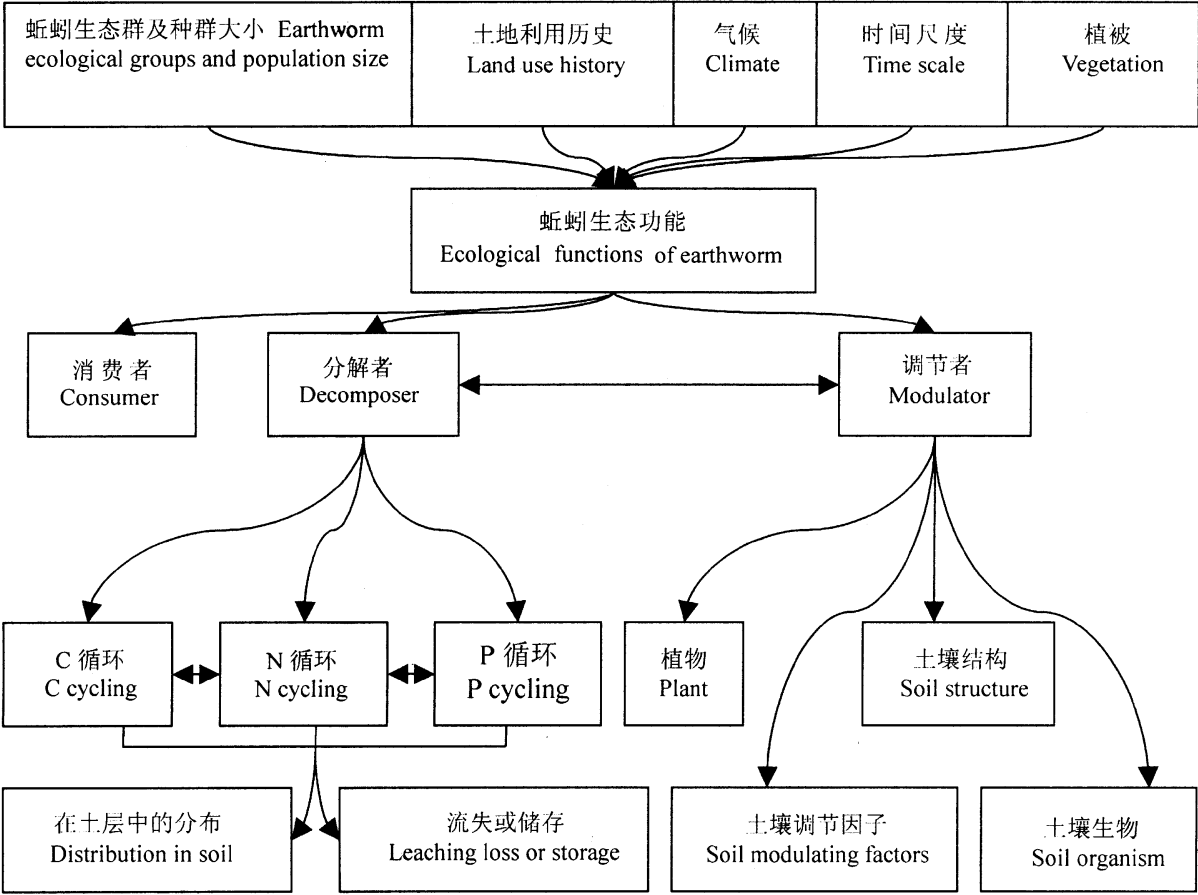 蚯蚓生态群及种群大小 Earthworm
ecological groups and population size
土地利用历史
Land use history
气候
Climate
时间尺度
Time scale
植被
Vegetation
蚯蚓生态功能
Ecological functions of earthworm
消费者
Consumer
分解者
Decomposer
调节者
Modulator
C 循环
C cycling
N 循环
N cycling
P 循环
P cycling
植物
Plant
土壤结构
Soil structure
在土层中的分布
Distribution in soil
流失或储存
Leaching loss or storage
土壤调节因子
Soil modulating factors
土壤生物
Soil organism